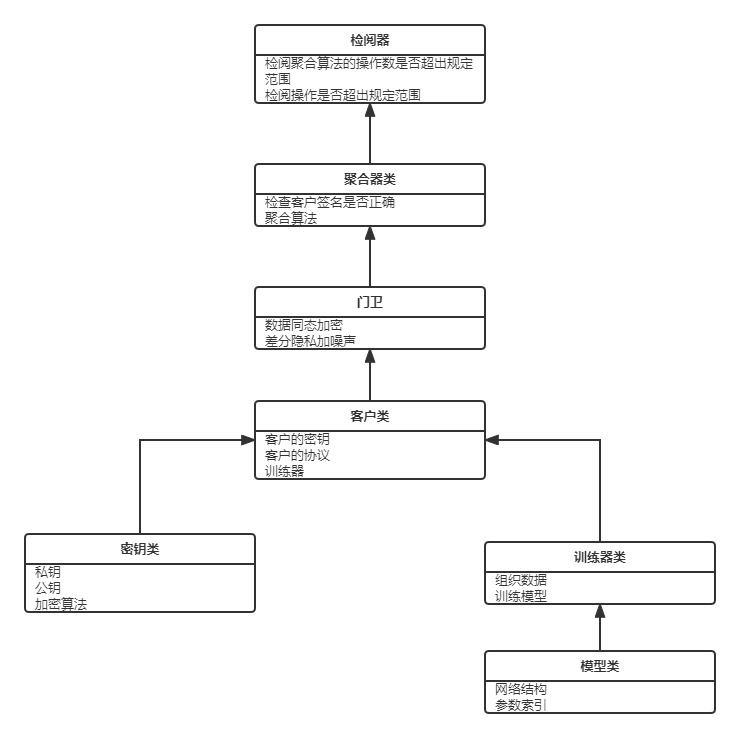 检阅器
检阅聚合算法的操作数是否超出规定
范围
检阅操作是否超出规定范围
聚合器类
检查客户签名是否正确
聚合算法
门卫
数据同态加密
差分隐私加噪声
客户类
客户的密钥
客户的协议
训练器
密钥类
私钥
公钥
加密算法
训练器类
组织数据
训练模型
模型类
网络结构
参数索引